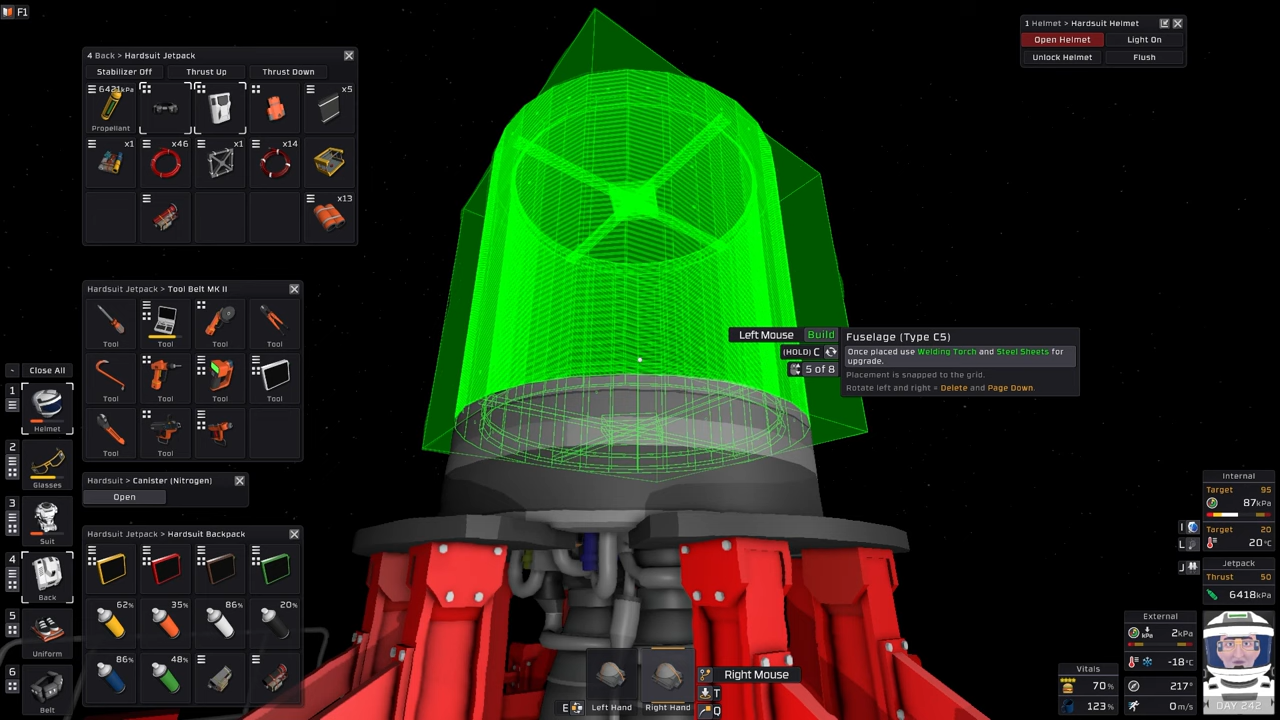 F1
4 Back > Hardsuit Jetpack
Stabilizer Off Thrust Up Thrust Down
6421kPa x5
Propellant
x1 x46 x1 x14
x13
1 Helmet > Hardsuit Helmet
Open Helmet Light On
Unlock Helmet Flush
Hardsuit Jetpack > Tool Belt MK II
Tool Tool Tool Tool
Tool Tool Tool Tool
Tool Tool Tool
~ Close All
1 Helmet
2 Glasses
3 Suit
4 Back
5 Uniform
6 Belt
Hardsuit > Canister (Nitrogen)
Open
Hardsuit Jetpack > Hardsuit Backpack
62% 35% 86% 20%
86% 48%
Left Mouse Build
(HOLD) C
5 of 8
Fuselage (Type C5)
Once placed use Welding Torch and Steel Sheets for
upgrade.
Placement is snapped to the grid.
Rotate left and right = Delete and Page Down.
E Left Hand Right Hand
Right Mouse
T
Q
Internal
Target 95
87kPa
Target 20
20°C
I
L
J
Jetpack
Thrust 50
6418kPa
External
kPa 2kPa
-18°C
217°
0m/s
Vitals
70%
123%
DAY 242